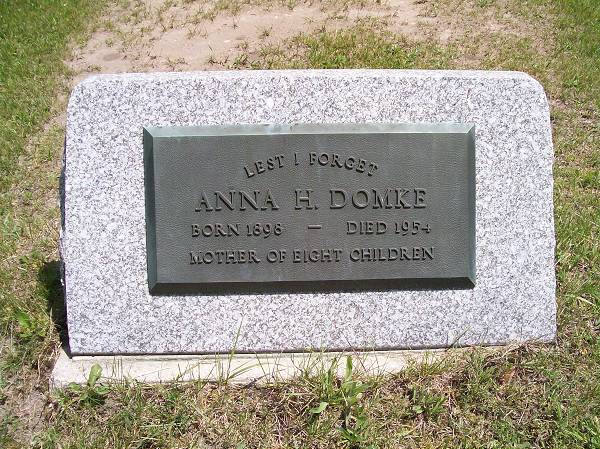 LEST I FORGET
ANNA H. DOMKE
BORN 1898 — DIED 1954
MOTHER OF EIGHT CHILDREN